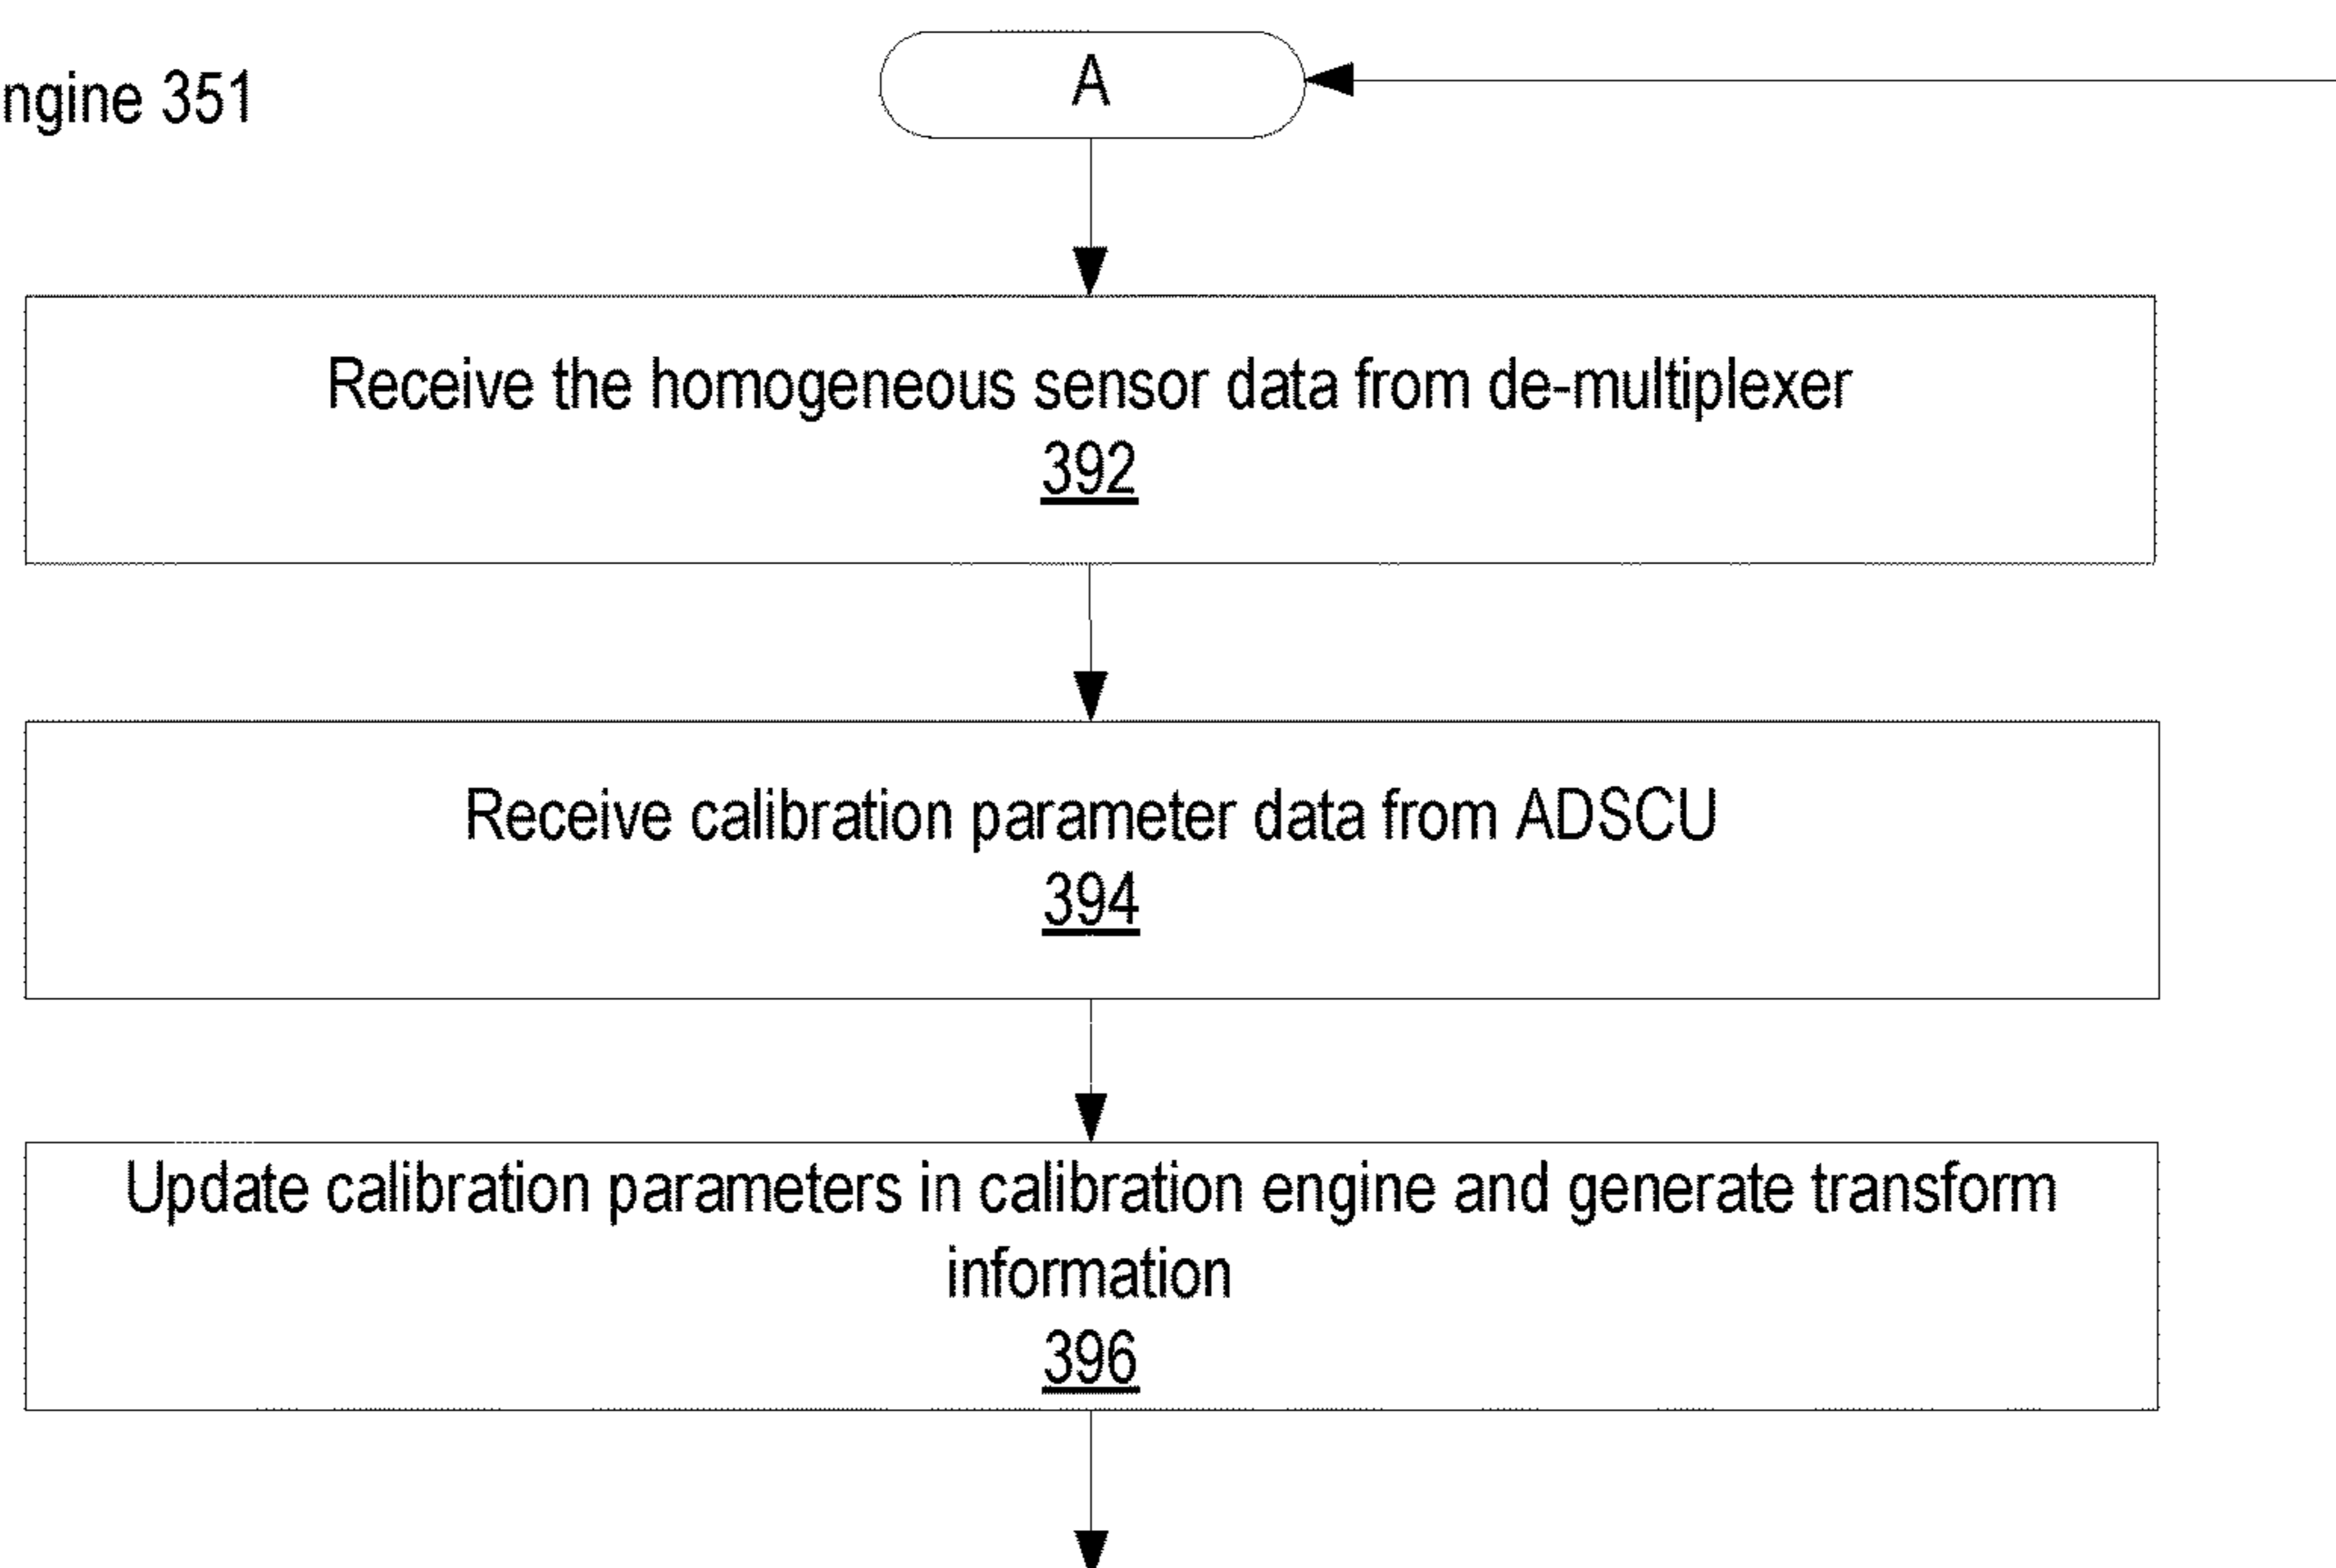 ngine 351
A
Receive the homogeneous sensor data from de-multiplexer
392
Receive calibration parameter data from ADSCU
394
Update calibration parameters in calibration engine and generate transform
information
396